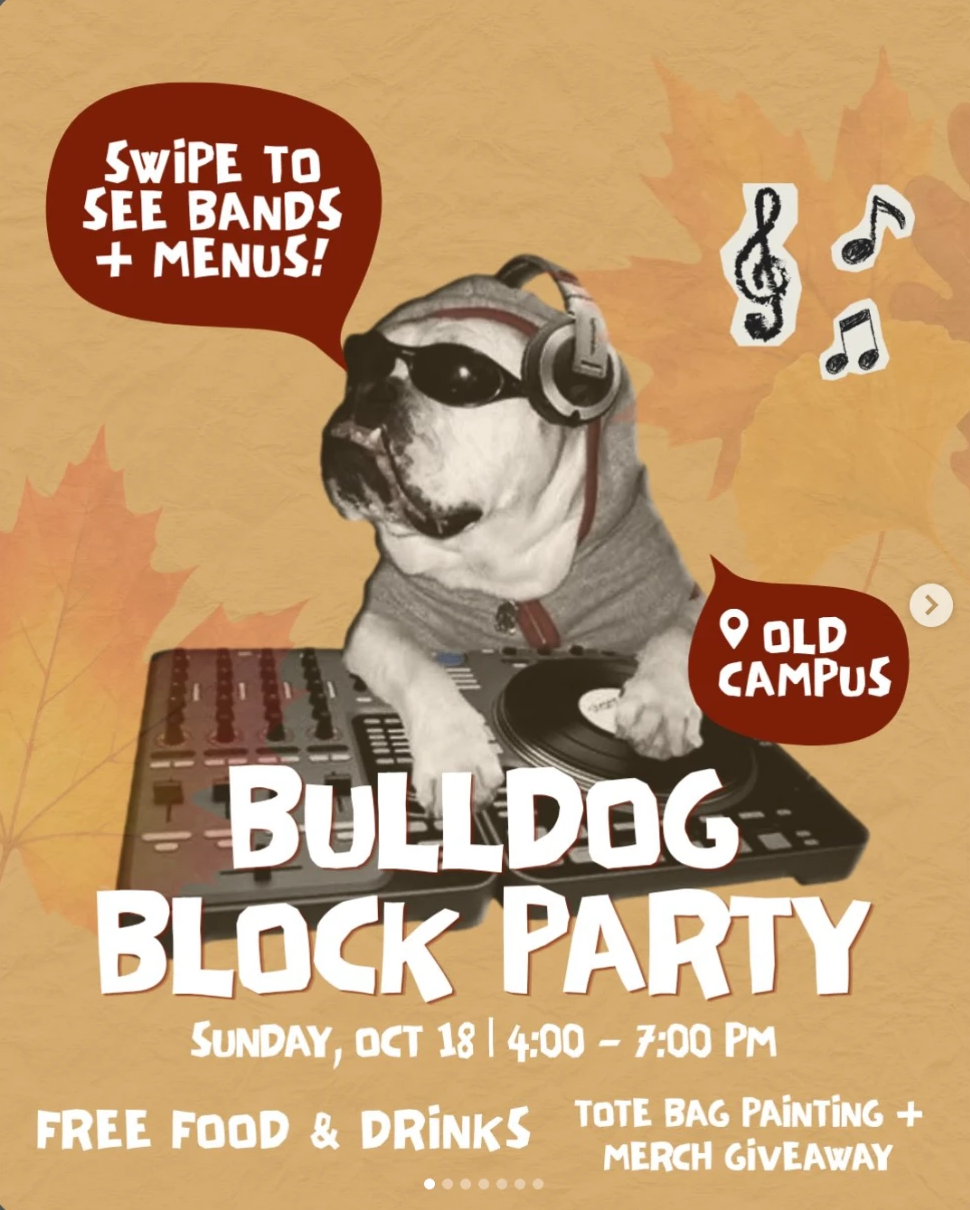 SWIPE TO
SEE BANDS
+ MENUS!
OLD
CAMPUS
BULLDOG
BLOCK PARTY
SUNDAY, OCT 18 | 4:00 – 7:00 PM
FREE FOOD & DRINKS
TOTE BAG PAINTING +
MERCH GIVEAWAY